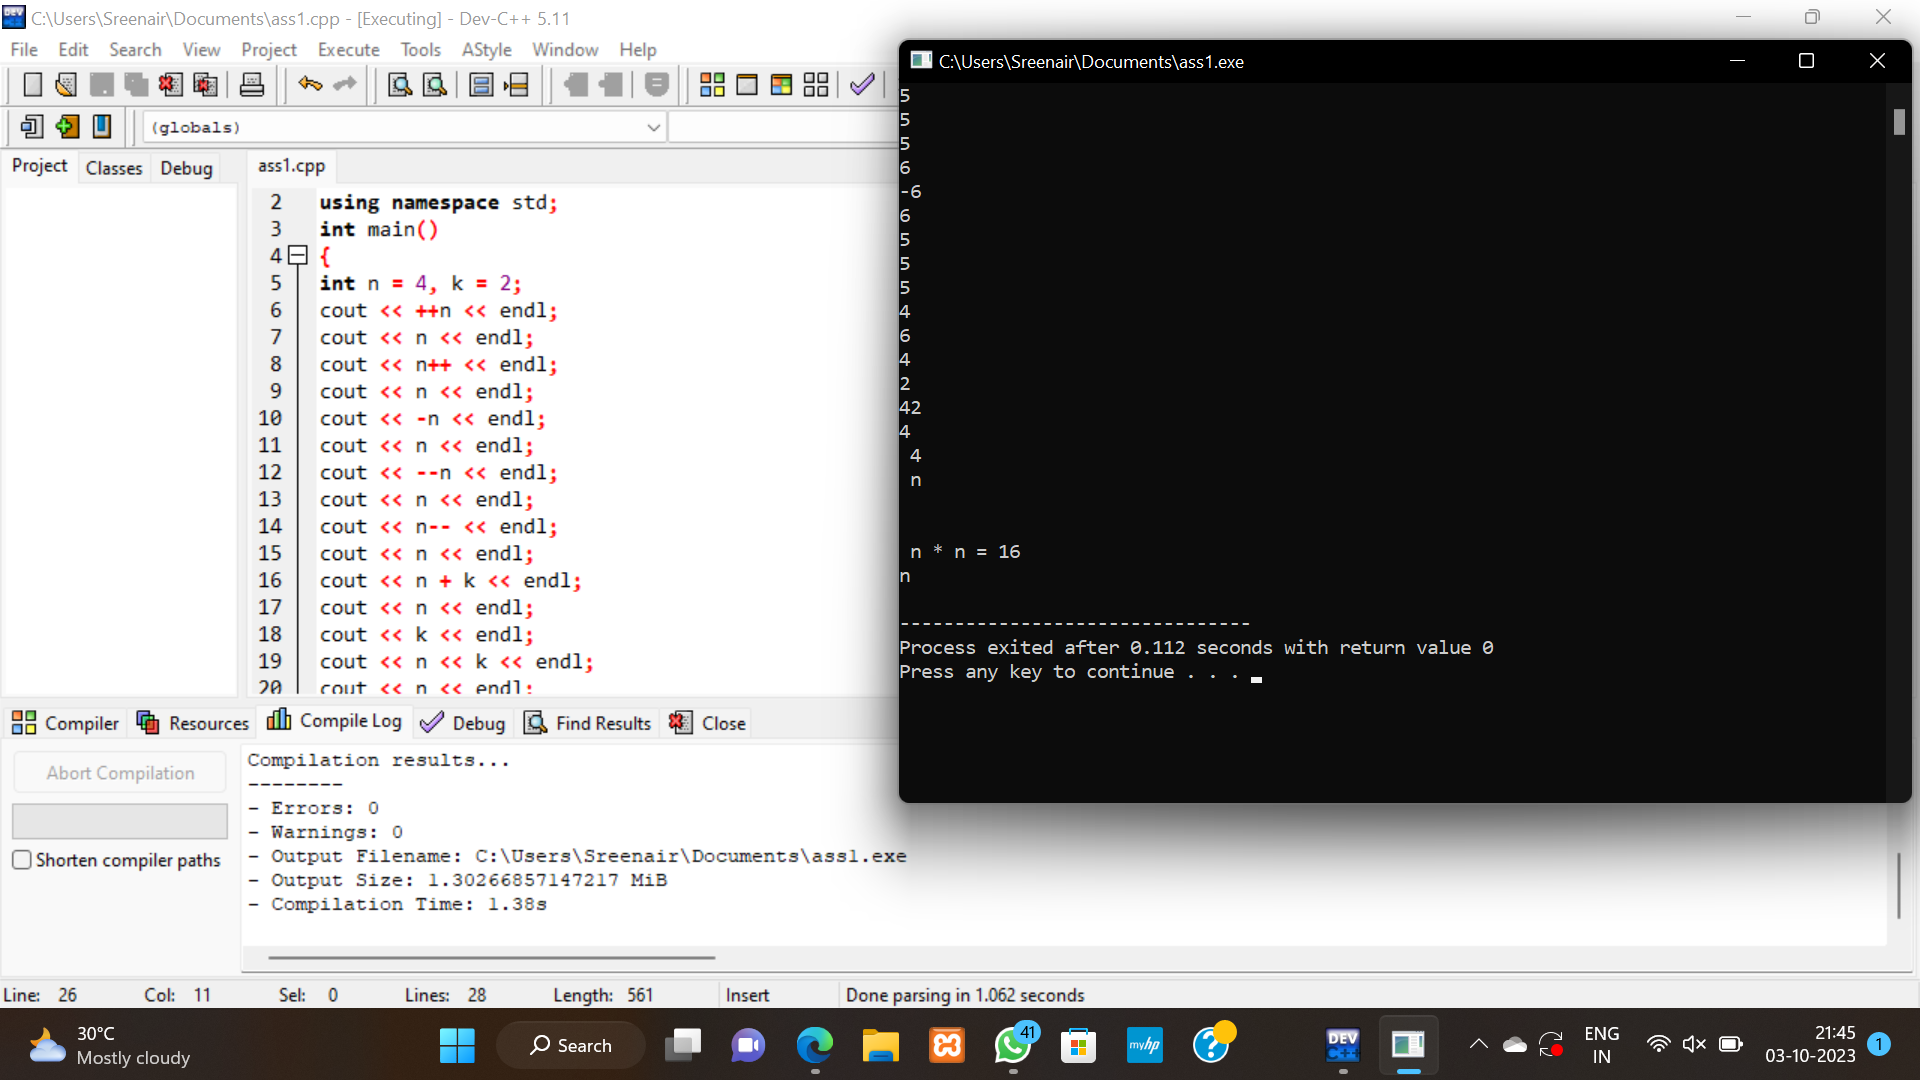 C:\Users\Sreenair\Documents\ass1.cpp - [Executing] - Dev-C++ 5.11
File Edit Search View Project Execute Tools AStyle Window Help
(globals)
Project Classes Debug
ass1.cpp
2 using namespace std;
3 int main()
4 {
5 int n = 4, k = 2;
6 cout << ++n << endl;
7 cout << n << endl;
8 cout << n++ << endl;
9 cout << n << endl;
10 cout << -n << endl;
11 cout << n << endl;
12 cout << --n << endl;
13 cout << n << endl;
14 cout << n-- << endl;
15 cout << n << endl;
16 cout << n + k << endl;
17 cout << n << endl;
18 cout << k << endl;
19 cout << n << k << endl;
20 cout << n << endl;
C:\Users\Sreenair\Documents\ass1.exe
5
5
5
6
-6
6
5
5
5
4
6
4
2
42
4
4
n
n * n = 16
n
--------------------------------
Process exited after 0.112 seconds with return value 0
Press any key to continue . . .
Compiler Resources Compile Log Debug Find Results Close
Abort Compilation
Shorten compiler paths
Compilation results...
--------
- Errors: 0
- Warnings: 0
- Output Filename: C:\Users\Sreenair\Documents\ass1.exe
- Output Size: 1.30266857147217 MiB
- Compilation Time: 1.38s
Line: 26 Col: 11 Sel: 0 Lines: 28 Length: 561 Insert Done parsing in 1.062 seconds
30°C
Mostly cloudy
Search
41
myhp
?
DEV
C++
ENG
IN
21:45
03-10-2023
1